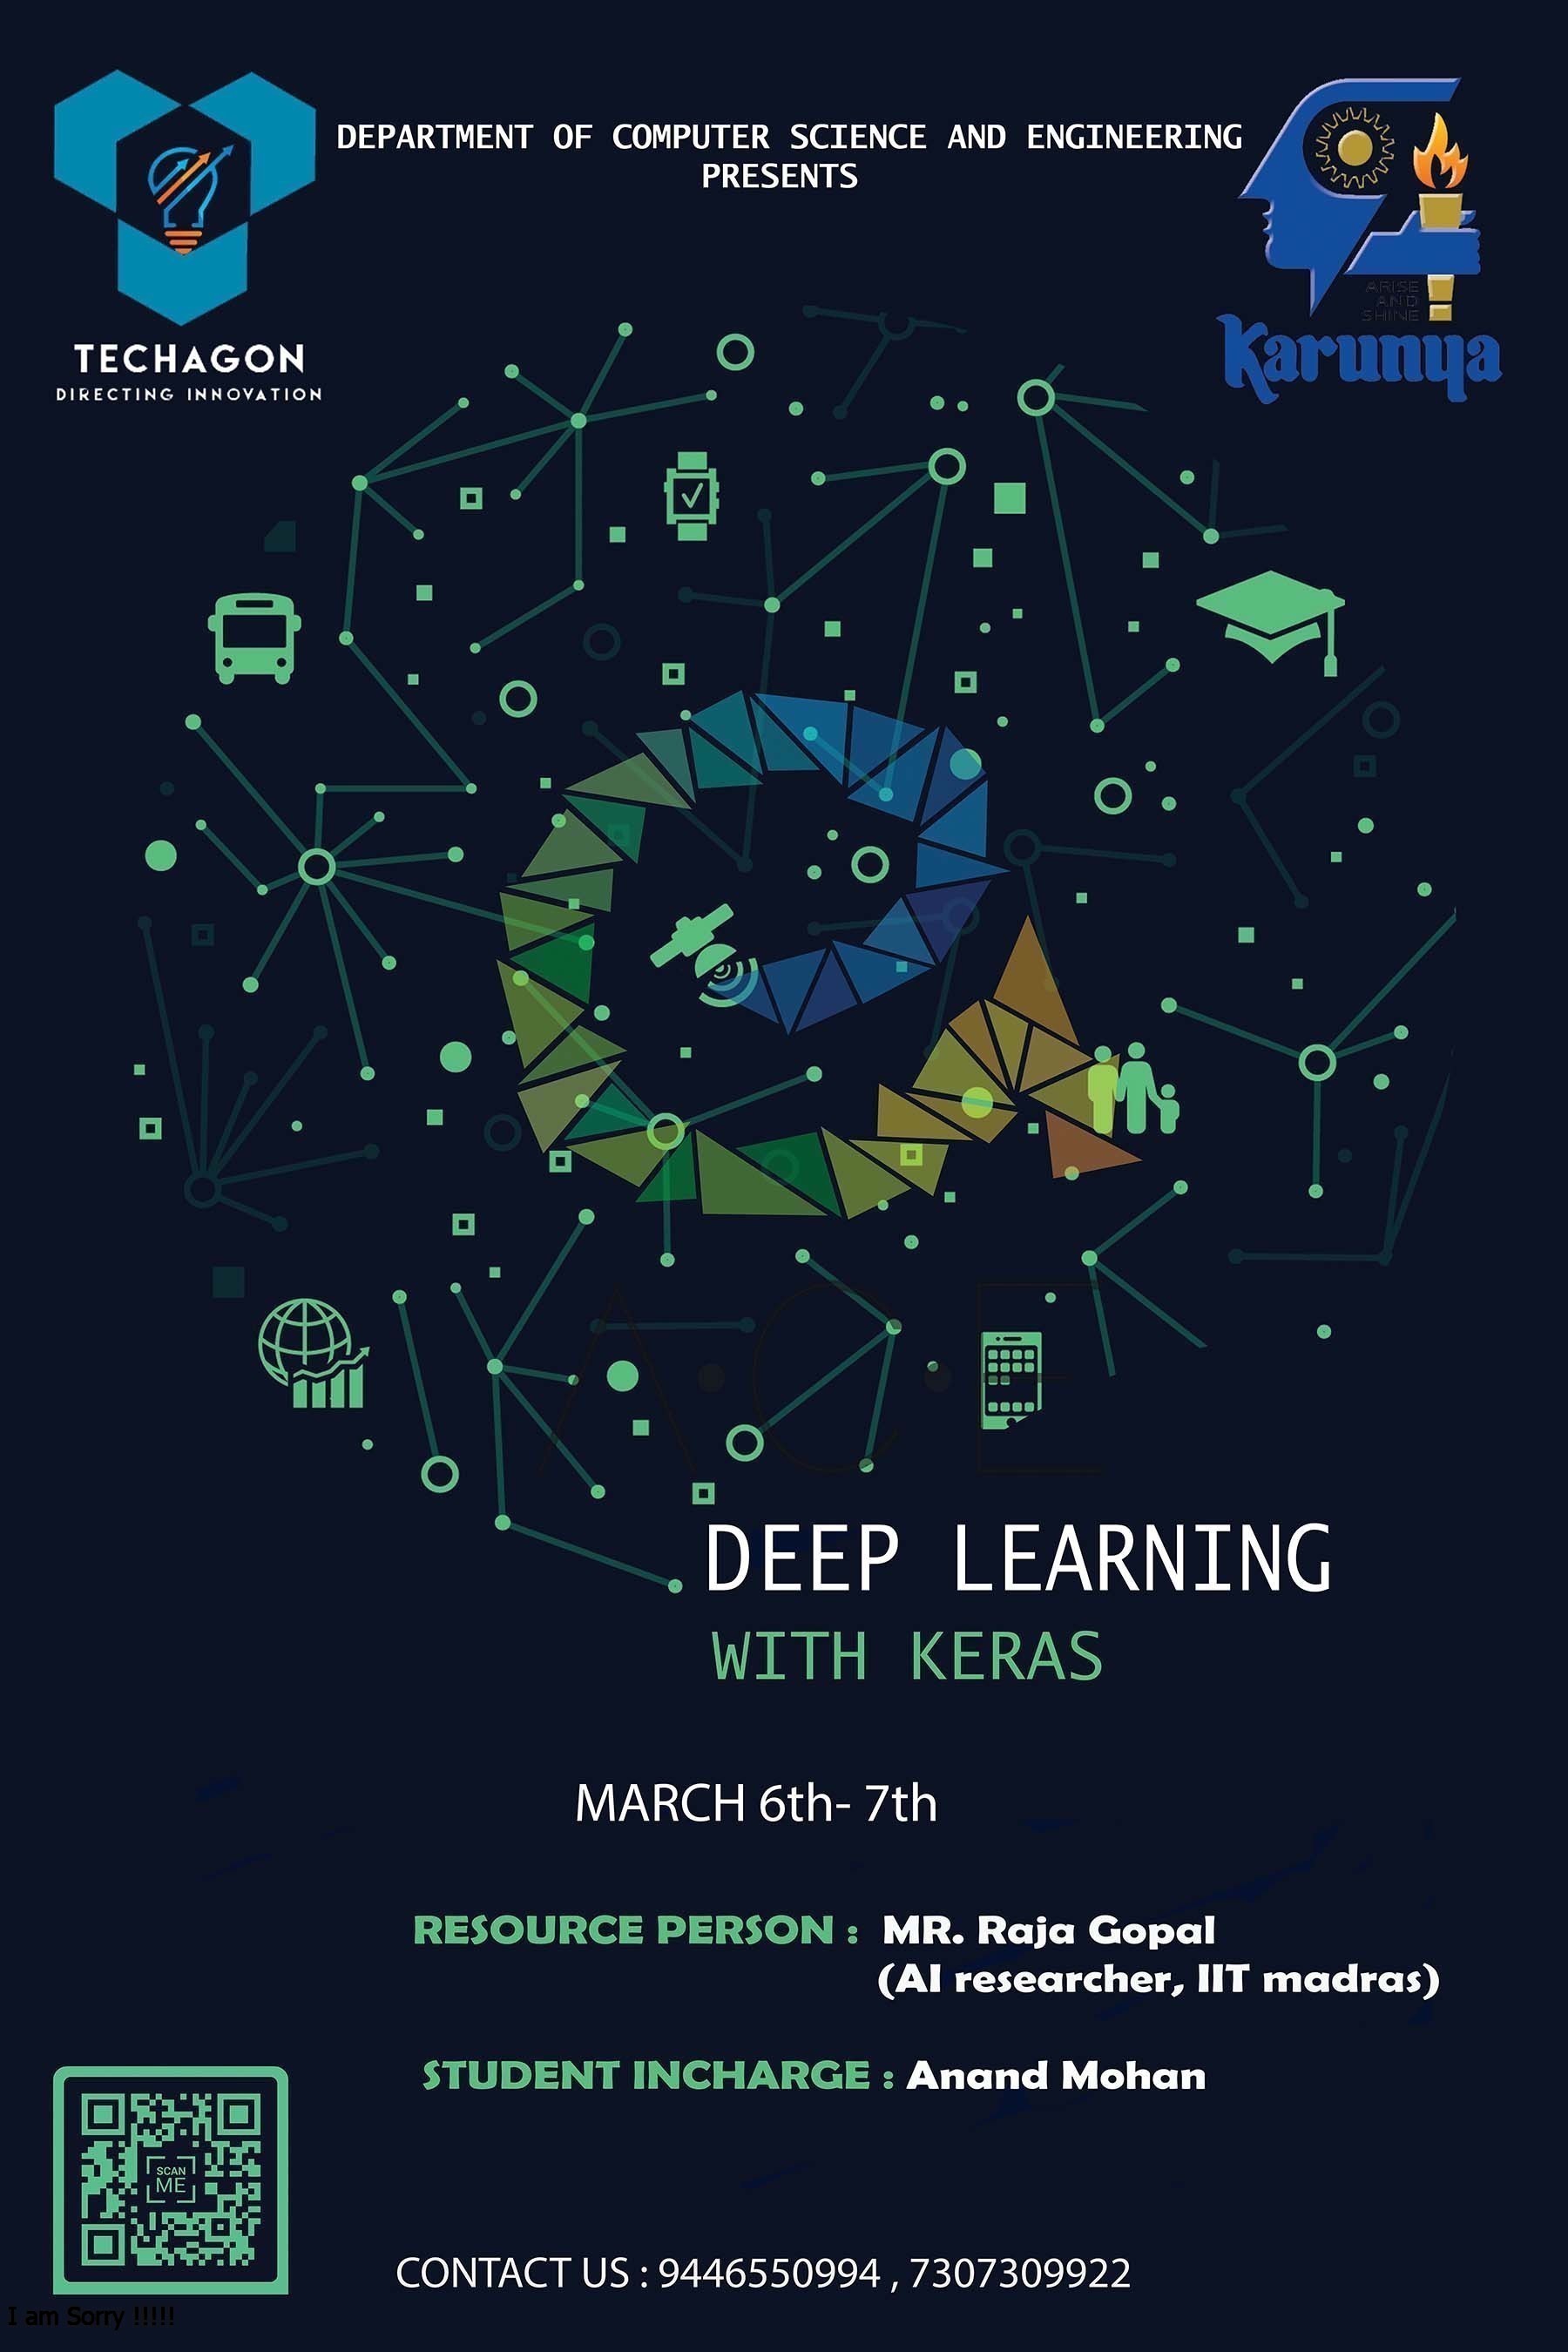 DEPARTMENT OF COMPUTER SCIENCE AND ENGINEERING
PRESENTS
TECHAGON
DIRECTING INNOVATION
ARISE
AND
SHINE
Karunya
A C E
DEEP LEARNING
WITH KERAS
MARCH 6th- 7th
RESOURCE PERSON : MR. Raja Gopal
(AI researcher, IIT madras)
STUDENT INCHARGE : Anand Mohan
SCAN
ME
CONTACT US : 9446550994 , 7307309922
I am Sorry !!!!!